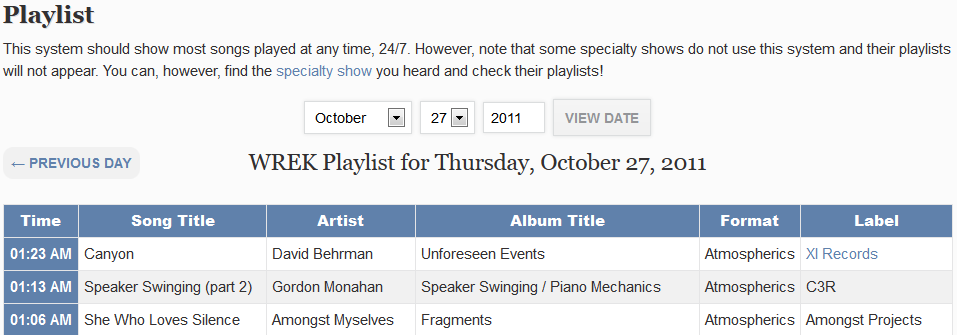 Playlist
This system should show most songs played at any time, 24/7. However, note that some specialty shows do not use this system and their playlists
will not appear. You can, however, find the specialty show you heard and check their playlists!
October 27 2011 VIEW DATE
← PREVIOUS DAY WREK Playlist for Thursday, October 27, 2011
Time Song Title Artist Album Title Format Label
01:23 AM Canyon David Behrman Unforeseen Events Atmospherics XI Records
01:13 AM Speaker Swinging (part 2) Gordon Monahan Speaker Swinging / Piano Mechanics Atmospherics C3R
01:06 AM She Who Loves Silence Amongst Myselves Fragments Atmospherics Amongst Projects